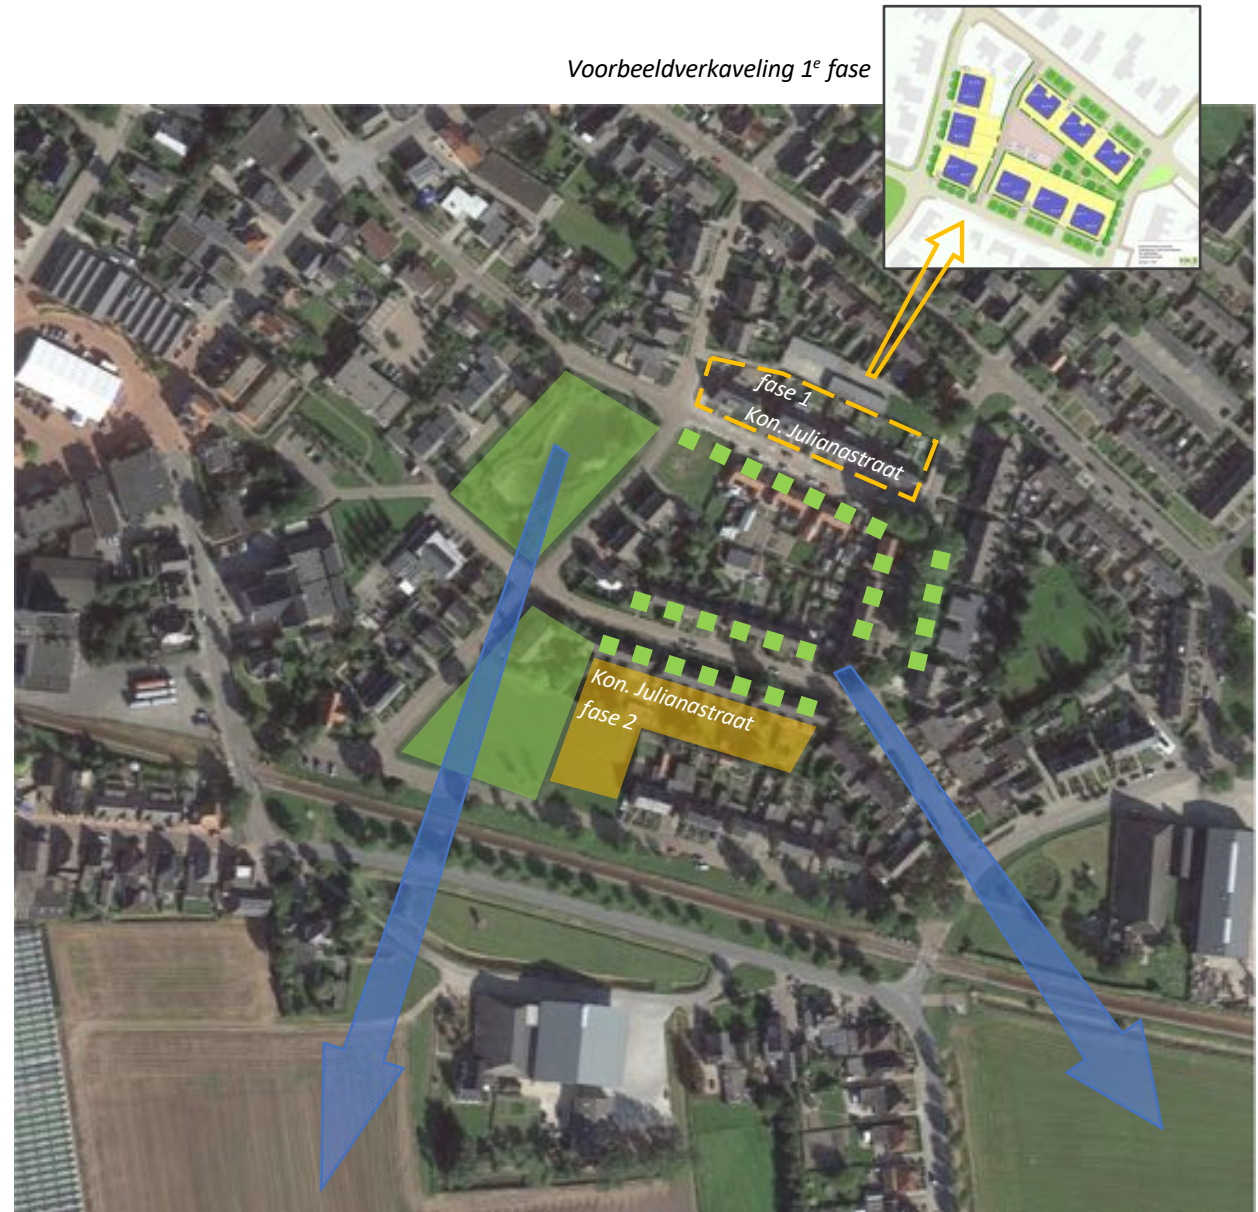 Voorbeeldverkaveling 1e fase
fase 1
Kon. Julianastraat
Kon. Julianastraat
fase 2